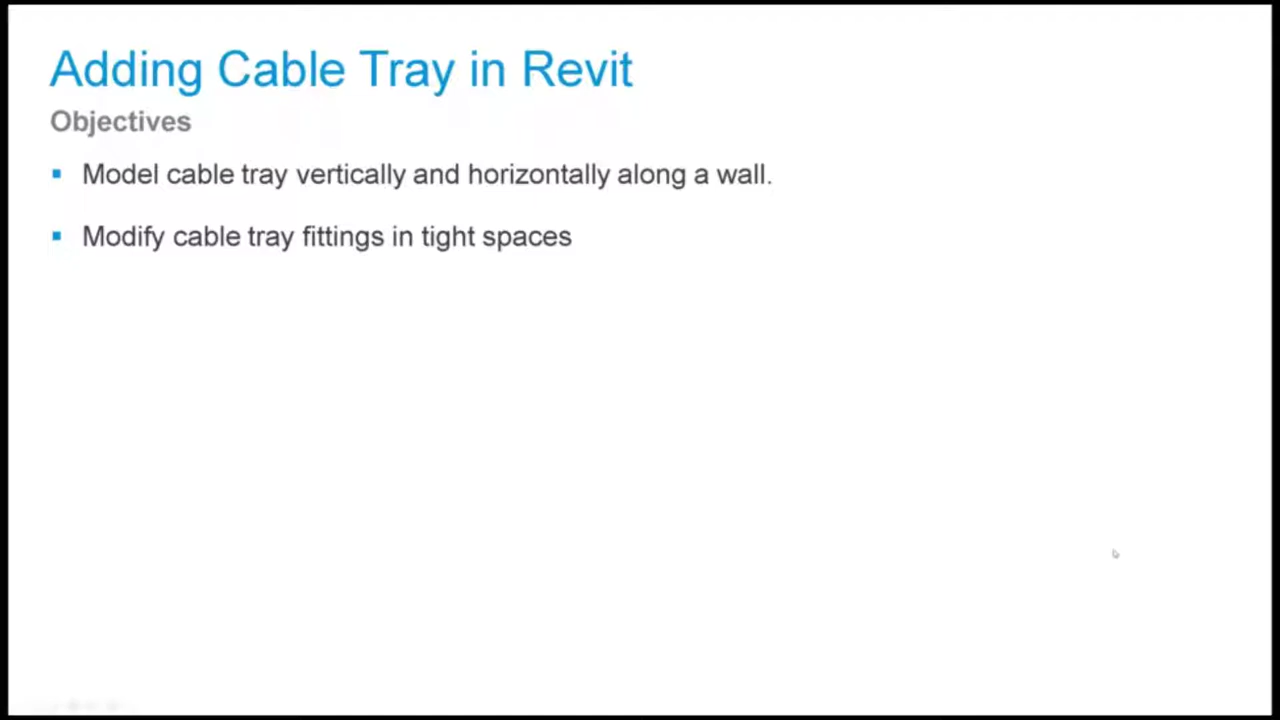 Adding Cable Tray in Revit
Objectives
▪ Model cable tray vertically and horizontally along a wall.
▪ Modify cable tray fittings in tight spaces